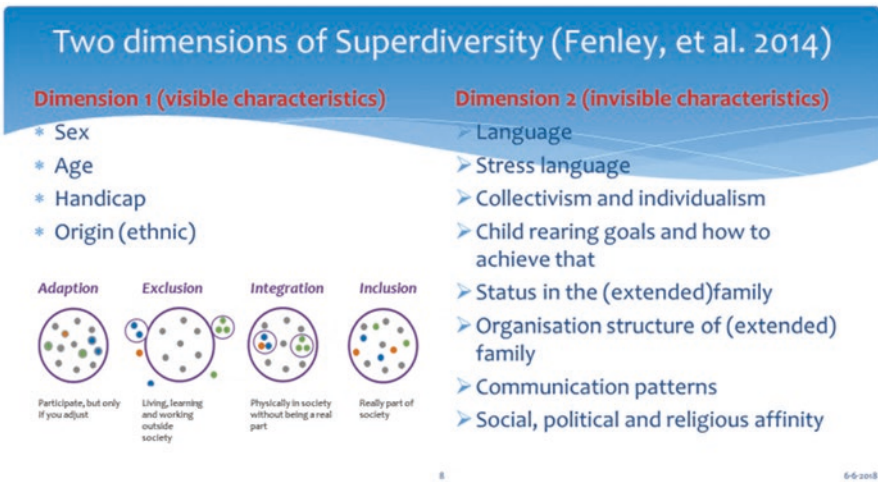 Two dimensions of Superdiversity (Fenley, et al. 2014)
Dimension 1 (visible characteristics)
Sex
Age
Handicap
Origin (ethnic)
Adaption
Exclusion
Integration
Inclusion
Participate, but only
if you adjust
Living, learning
and working
outside
society
Physically in society
without being a real
part
Really part of
society
Dimension 2 (invisible characteristics)
Language
Stress language
Collectivism and individualism
Child rearing goals and how to
achieve that
Status in the (extended)family
Organisation structure of (extended)
family
Communication patterns
Social, political and religious affinity
8
6-6-2018